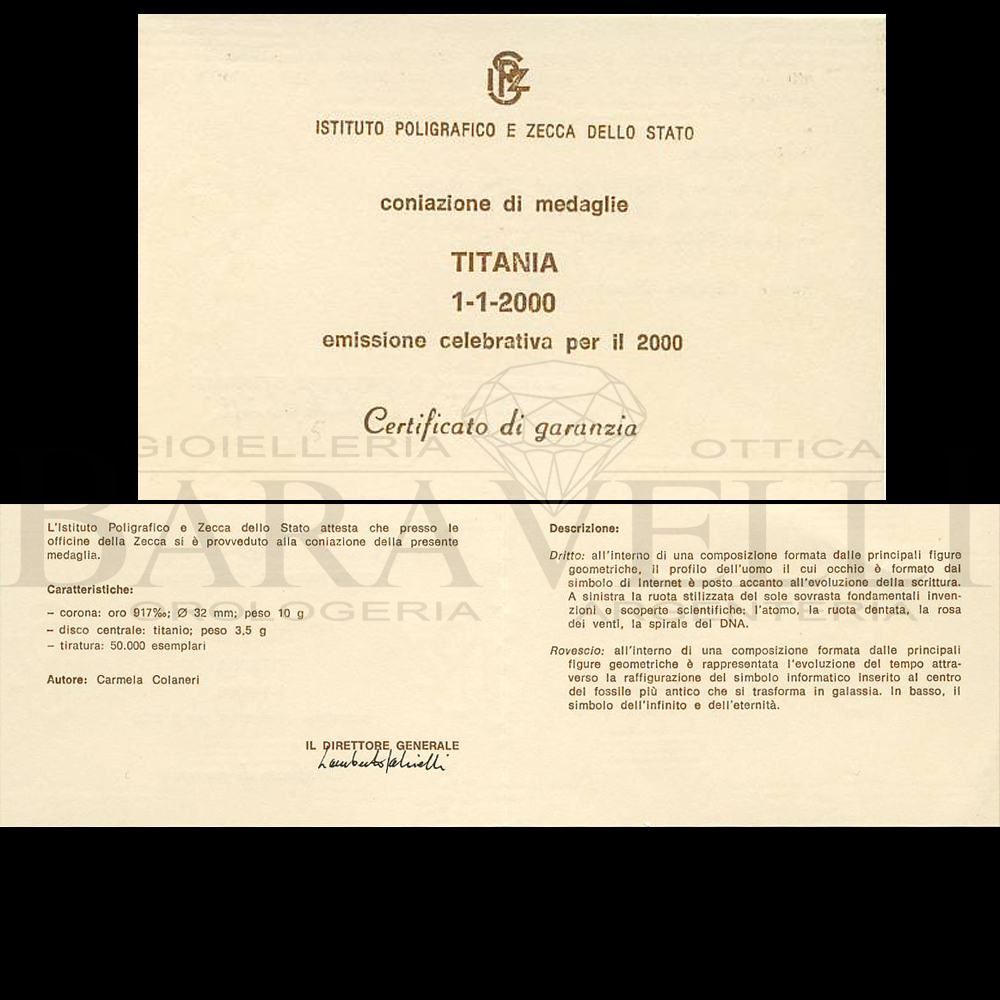 IPZS
ISTITUTO POLIGRAFICO E ZECCA DELLO STATO
coniazione di medaglie
TITANIA
1-1-2000
emissione celebrativa per il 2000
Certificato di garanzia
GIOIELLERIA OTTICA
BARAVELLI
OROLOGERIA ARGENTERIA
L'Istituto Poligrafico e Zecca dello Stato attesta che presso le
officine della Zecca si è provveduto alla coniazione della presente
medaglia.
Caratteristiche:
– corona: oro 917‰; Ø 32 mm; peso 10 g
– disco centrale: titanio; peso 3,5 g
– tiratura: 50.000 esemplari
Autore: Carmela Colaneri
IL DIRETTORE GENERALE
Descrizione:
Dritto: all'interno di una composizione formata dalle principali figure
geometriche, il profilo dell'uomo il cui occhio è formato dal
simbolo di Internet è posto accanto all'evoluzione della scrittura.
A sinistra la ruota stilizzata del sole sovrasta fondamentali inven-
zioni e scoperte scientifiche: l'atomo, la ruota dentata, la rosa
dei venti, la spirale del DNA.
Rovescio: all'interno di una composizione formata dalle principali
figure geometriche è rappresentata l'evoluzione del tempo attra-
verso la raffigurazione del simbolo informatico inserito al centro
del fossile più antico che si trasforma in galassia. In basso, il
simbolo dell'infinito e dell'eternità.